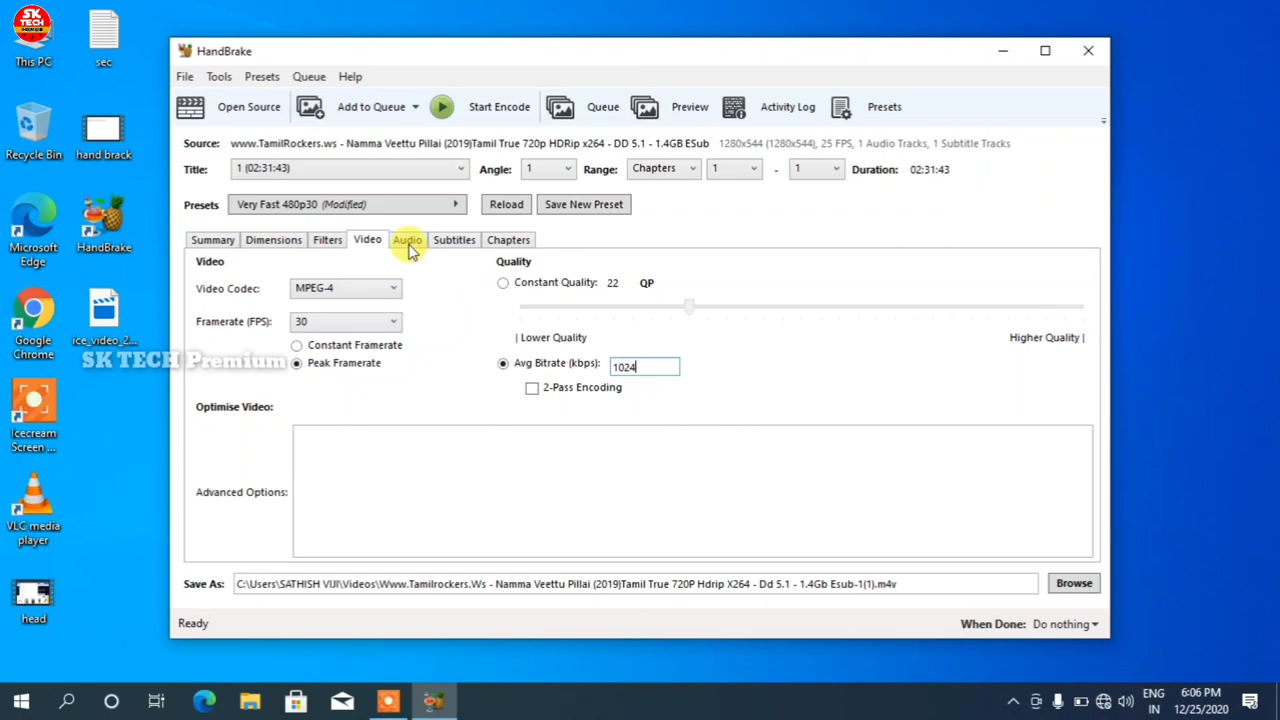 SK
TECH
This PC
sec
Recycle Bin
hand brack
Microsoft
Edge
HandBrake
Google
Chrome
ice_video_2...
Icecream
Screen ...
VLC media
player
head
SK TECH Premium
HandBrake
File Tools Presets Queue Help
Open Source Add to Queue Start Encode Queue Preview Activity Log Presets
Source: www.TamilRockers.ws - Namma Veettu Pillai (2019)Tamil True 720p HDRip x264 - DD 5.1 - 1.4GB ESub 1280x544 (1280x544), 25 FPS, 1 Audio Tracks, 1 Subtitle Tracks
Title: 1 (02:31:43) Angle: 1 Range: Chapters 1 - 1 Duration: 02:31:43
Presets Very Fast 480p30 (Modified) Reload Save New Preset
Summary Dimensions Filters Video Audio Subtitles Chapters
Video Quality
Video Codec: MPEG-4 Constant Quality: 22 QP
Framerate (FPS): 30
| Lower Quality Higher Quality |
Constant Framerate
Peak Framerate Avg Bitrate (kbps): 1024
2-Pass Encoding
Optimise Video:
Advanced Options:
Save As: C:\Users\SATHISH VIJI\Videos\Www.Tamilrockers.Ws - Namma Veettu Pillai (2019)Tamil True 720P Hdrip X264 - Dd 5.1 - 1.4Gb Esub-1(1).m4v Browse
Ready When Done: Do nothing
ENG
IN
6:06 PM
12/25/2020